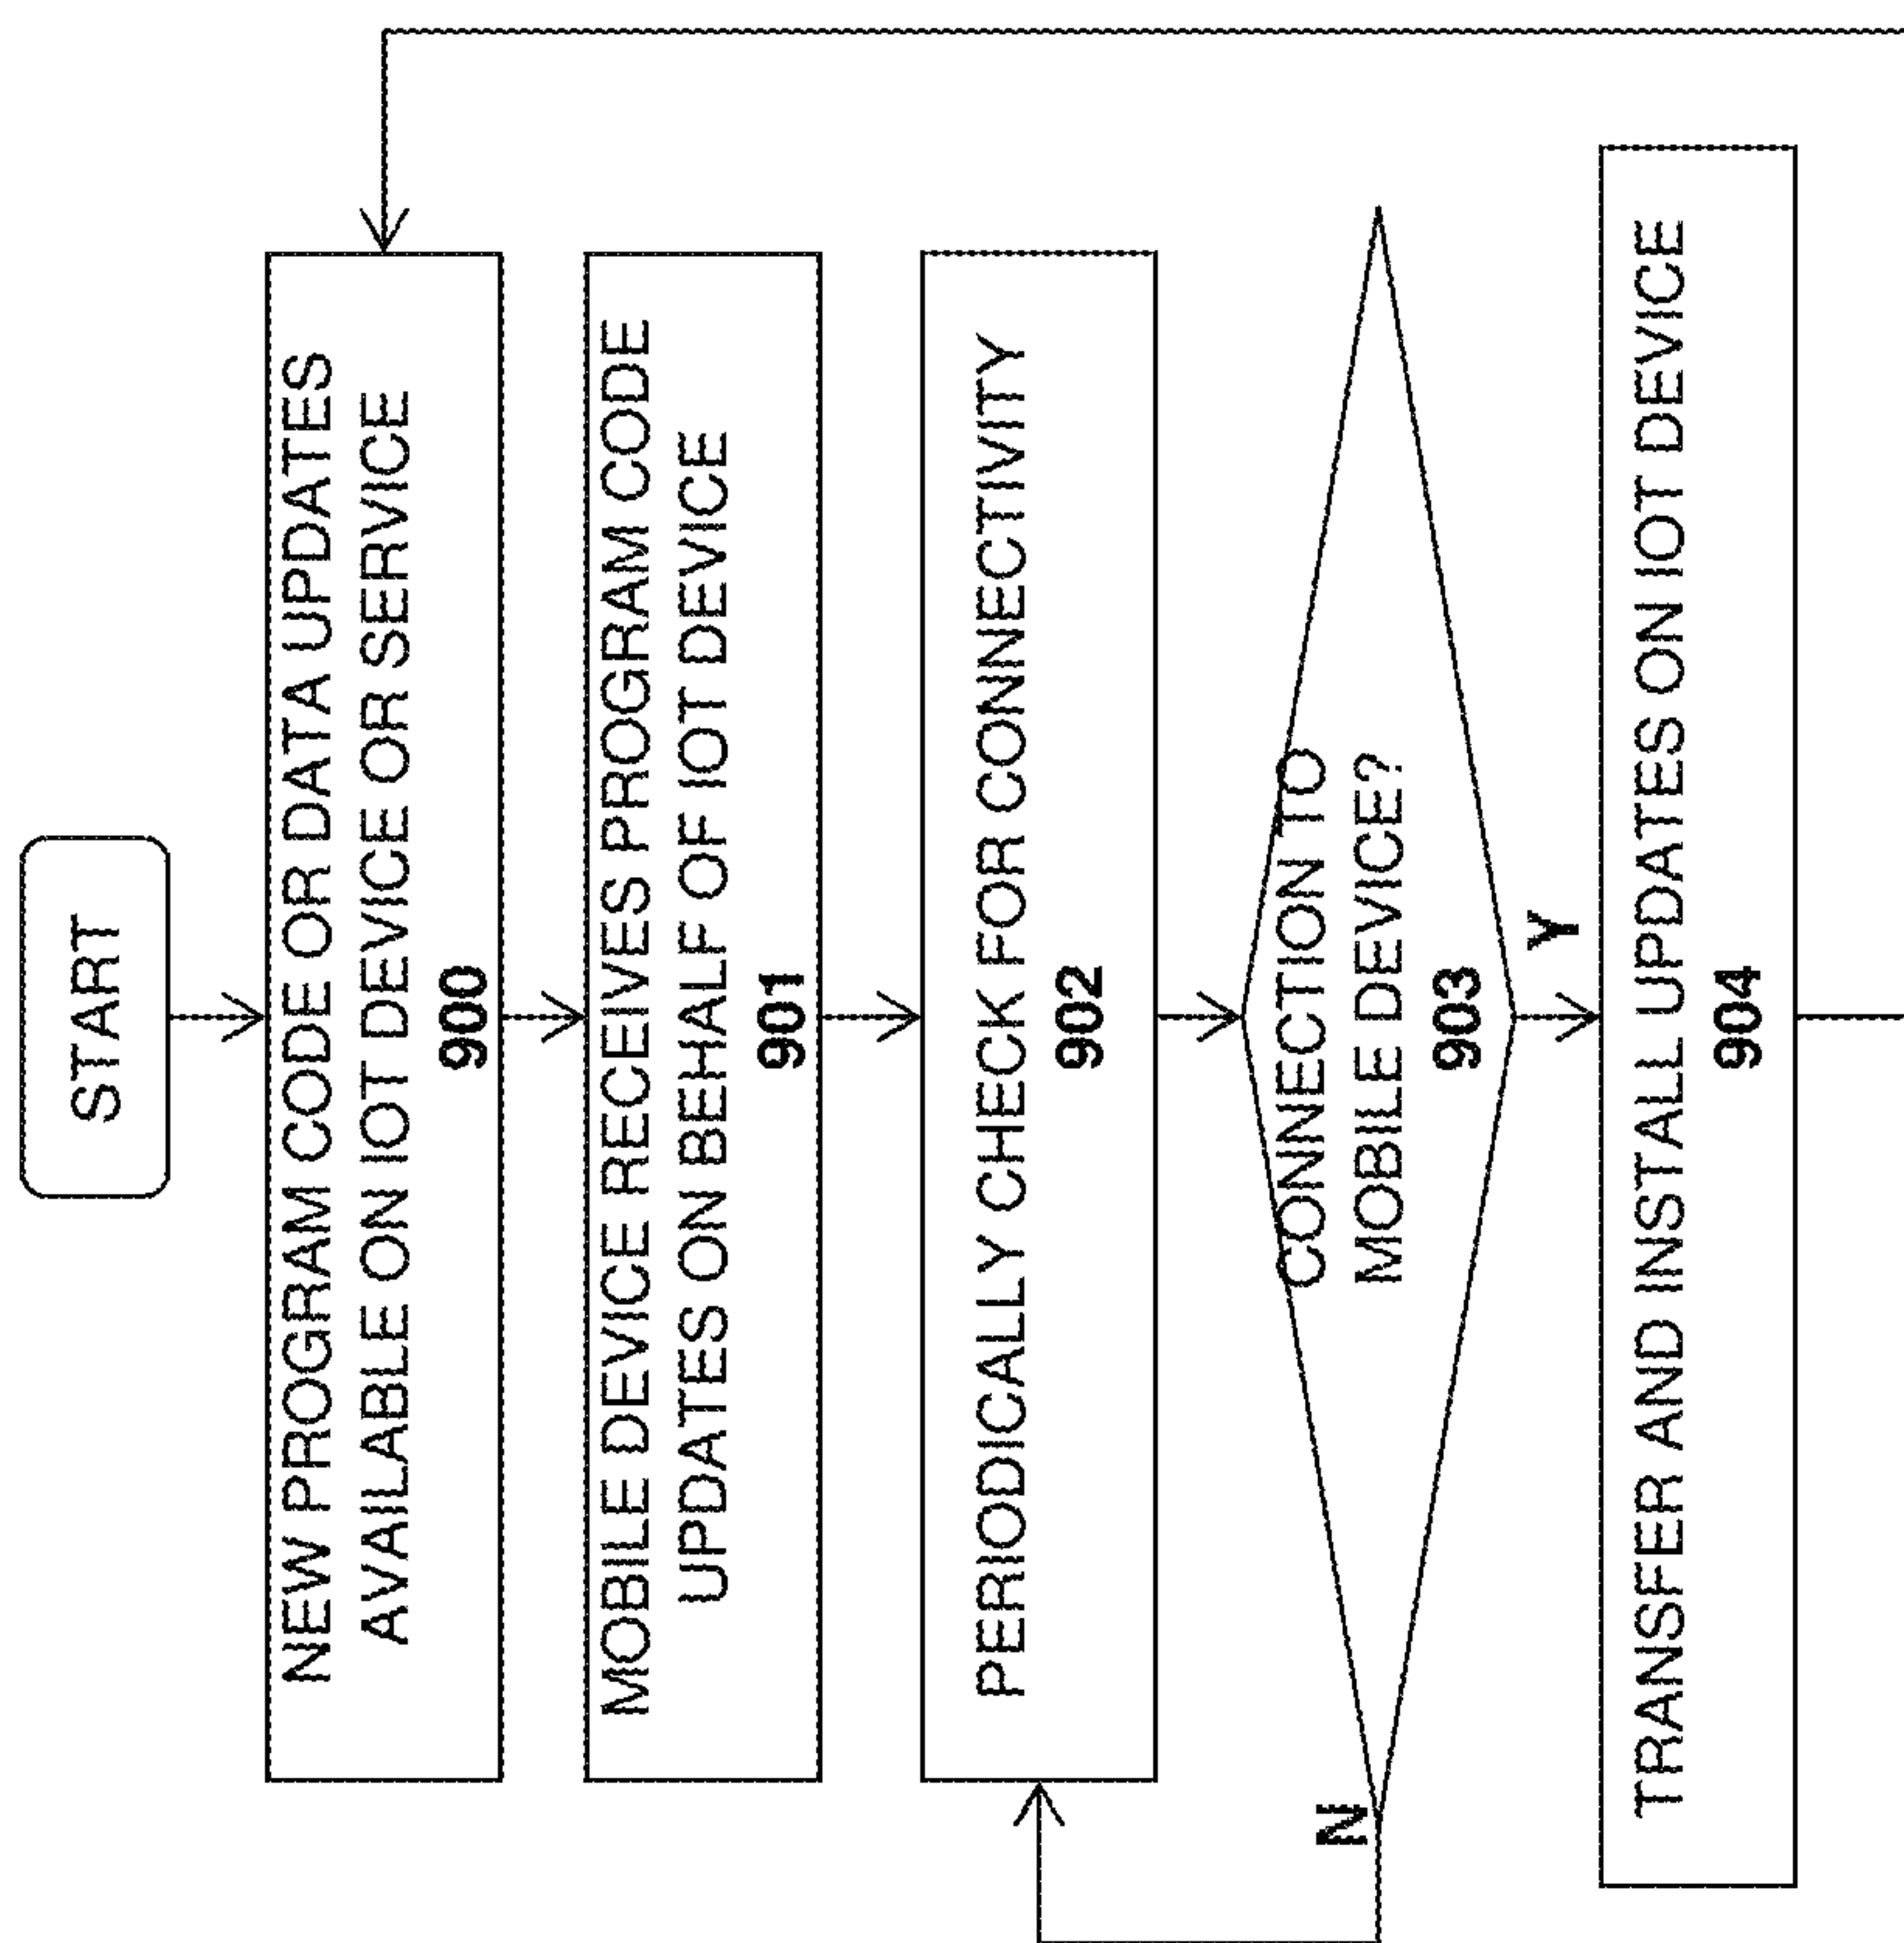 START
NEW PROGRAM CODE OR DATA UPDATES
AVAILABLE ON IOT DEVICE OR SERVICE
900
MOBILE DEVICE RECEIVES PROGRAM CODE
UPDATES ON BEHALF OF IOT DEVICE
901
PERIODICALLY CHECK FOR CONNECTIVITY
902
CONNECTION TO
MOBILE DEVICE?
903
N
Y
TRANSFER AND INSTALL UPDATES ON IOT DEVICE
904